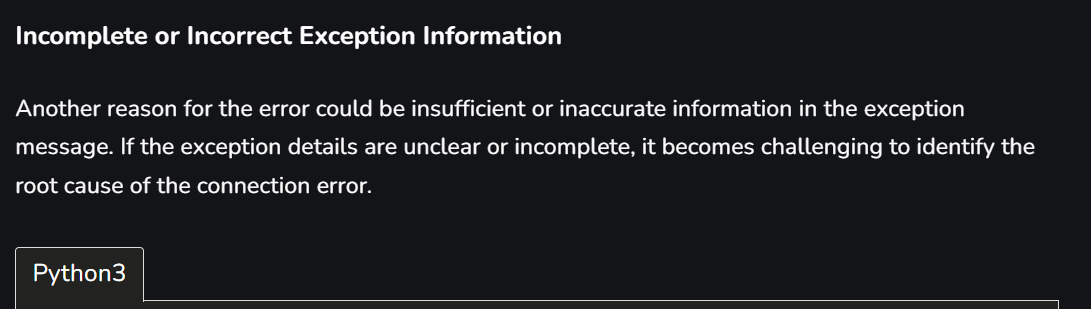 Incomplete or Incorrect Exception Information
Another reason for the error could be insufficient or inaccurate information in the exception
message. If the exception details are unclear or incomplete, it becomes challenging to identify the
root cause of the connection error.
Python3